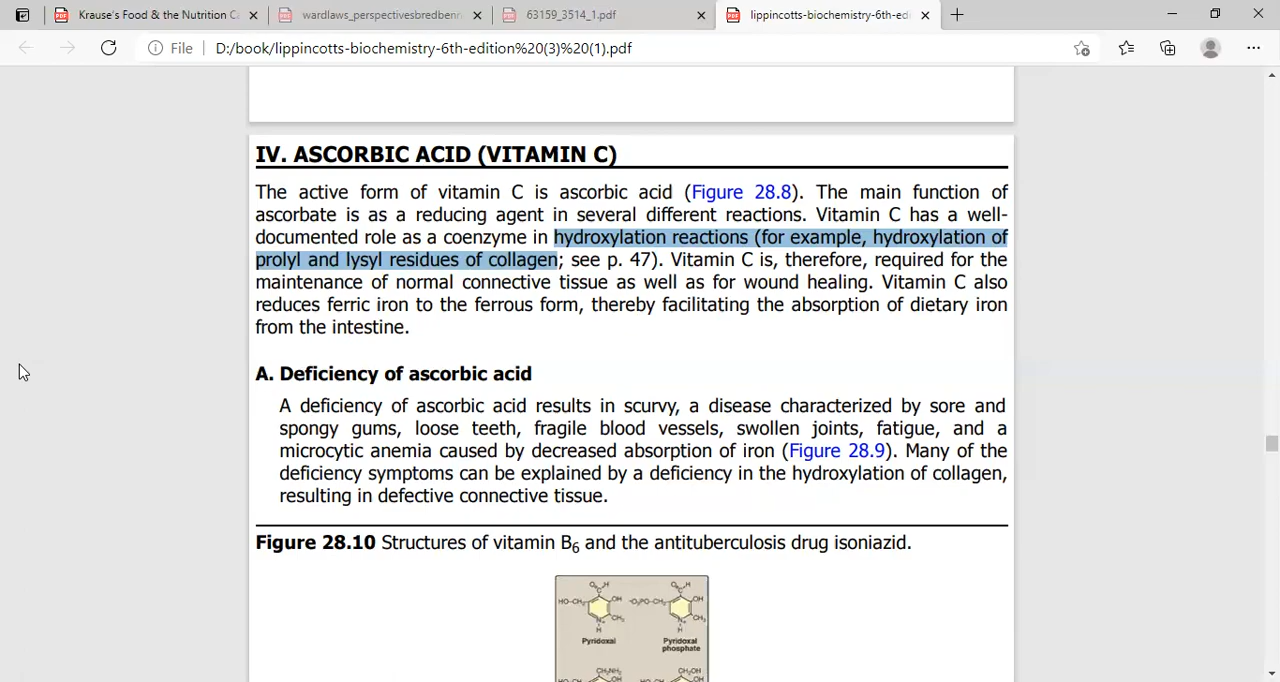 Krause's Food & the Nutrition C
wardlaws_perspectivesbredbenn
63159_3514_1.pdf
lippincotts-biochemistry-6th-edi
File
D:/book/lippincotts-biochemistry-6th-edition%20(3)%20(1).pdf
IV. ASCORBIC ACID (VITAMIN C)
The active form of vitamin C is ascorbic acid (Figure 28.8). The main function of
ascorbate is as a reducing agent in several different reactions. Vitamin C has a well-
documented role as a coenzyme in hydroxylation reactions (for example, hydroxylation of
prolyl and lysyl residues of collagen; see p. 47). Vitamin C is, therefore, required for the
maintenance of normal connective tissue as well as for wound healing. Vitamin C also
reduces ferric iron to the ferrous form, thereby facilitating the absorption of dietary iron
from the intestine.
A. Deficiency of ascorbic acid
A deficiency of ascorbic acid results in scurvy, a disease characterized by sore and
spongy gums, loose teeth, fragile blood vessels, swollen joints, fatigue, and a
microcytic anemia caused by decreased absorption of iron (Figure 28.9). Many of the
deficiency symptoms can be explained by a deficiency in the hydroxylation of collagen,
resulting in defective connective tissue.
Figure 28.10 Structures of vitamin B6 and the antituberculosis drug isoniazid.
Pyridoxal
Pyridoxal
phosphate